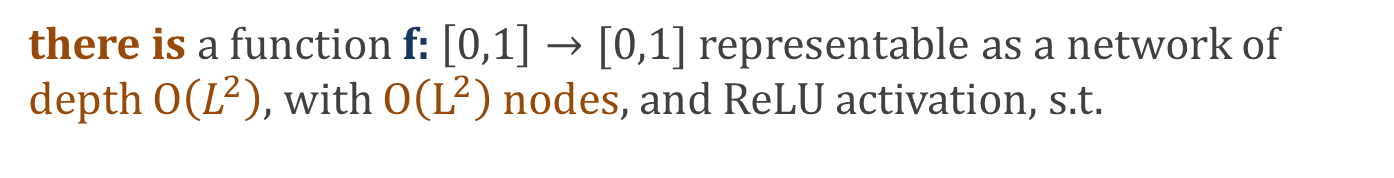 there is a function f: [0,1] → [0,1] representable as a network of
depth O(L²), with O(L²) nodes, and ReLU activation, s.t.